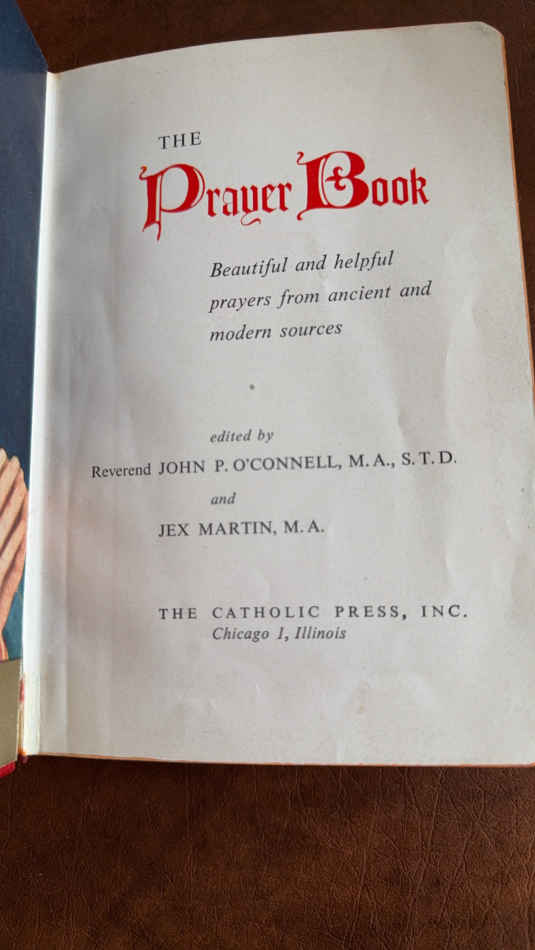 THE
Prayer Book
Beautiful and helpful
prayers from ancient and
modern sources
edited by
Reverend JOHN P. O'CONNELL, M.A., S.T.D.
and
JEX MARTIN, M.A.
THE CATHOLIC PRESS, INC.
Chicago 1, Illinois